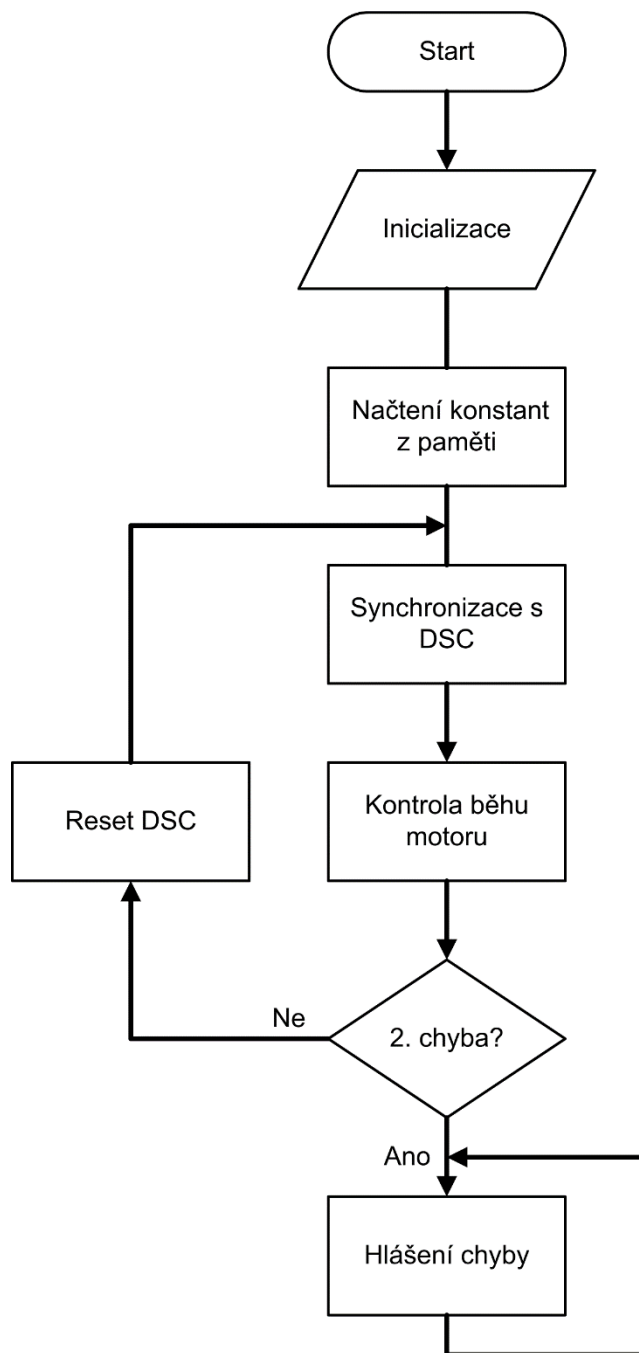 Start
Inicializace
Načtení konstant
z paměti
Synchronizace s
DSC
Reset DSC
Kontrola běhu
motoru
Ne
2. chyba?
Ano
Hlášení chyby